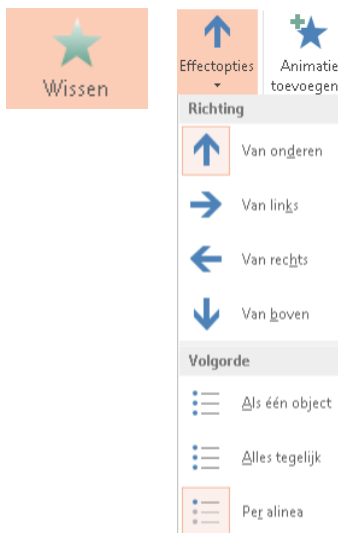 Wissen
Effectopties
Animatie
toevoegen
Richting
Van onderen
Van links
Van rechts
Van boven
Volgorde
Als één object
Alles tegelijk
Per alinea